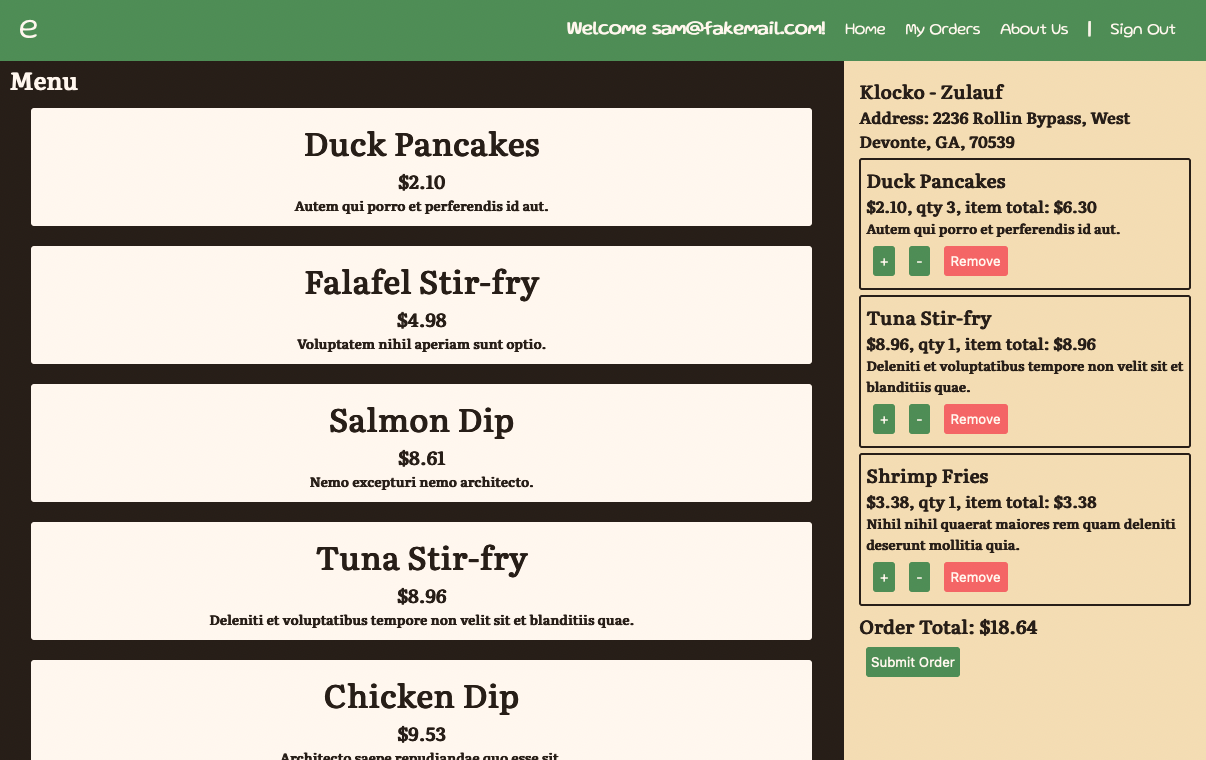 e
Welcome sam@fakemail.com!
Home
My Orders
About Us
|
Sign Out
Menu
Duck Pancakes
$2.10
Autem qui porro et perferendis id aut.
Falafel Stir-fry
$4.98
Voluptatem nihil aperiam sunt optio.
Salmon Dip
$8.61
Nemo excepturi nemo architecto.
Tuna Stir-fry
$8.96
Deleniti et voluptatibus tempore non velit sit et blanditiis quae.
Chicken Dip
$9.53
Architecto saepe repudiandae quo esse sit
Klocko - Zulauf
Address: 2236 Rollin Bypass, West
Devonte, GA, 70539
Duck Pancakes
$2.10, qty 3, item total: $6.30
Autem qui porro et perferendis id aut.
+ - Remove
Tuna Stir-fry
$8.96, qty 1, item total: $8.96
Deleniti et voluptatibus tempore non velit sit et
blanditiis quae.
+ - Remove
Shrimp Fries
$3.38, qty 1, item total: $3.38
Nihil nihil quaerat maiores rem quam deleniti
deserunt mollitia quia.
+ - Remove
Order Total: $18.64
Submit Order